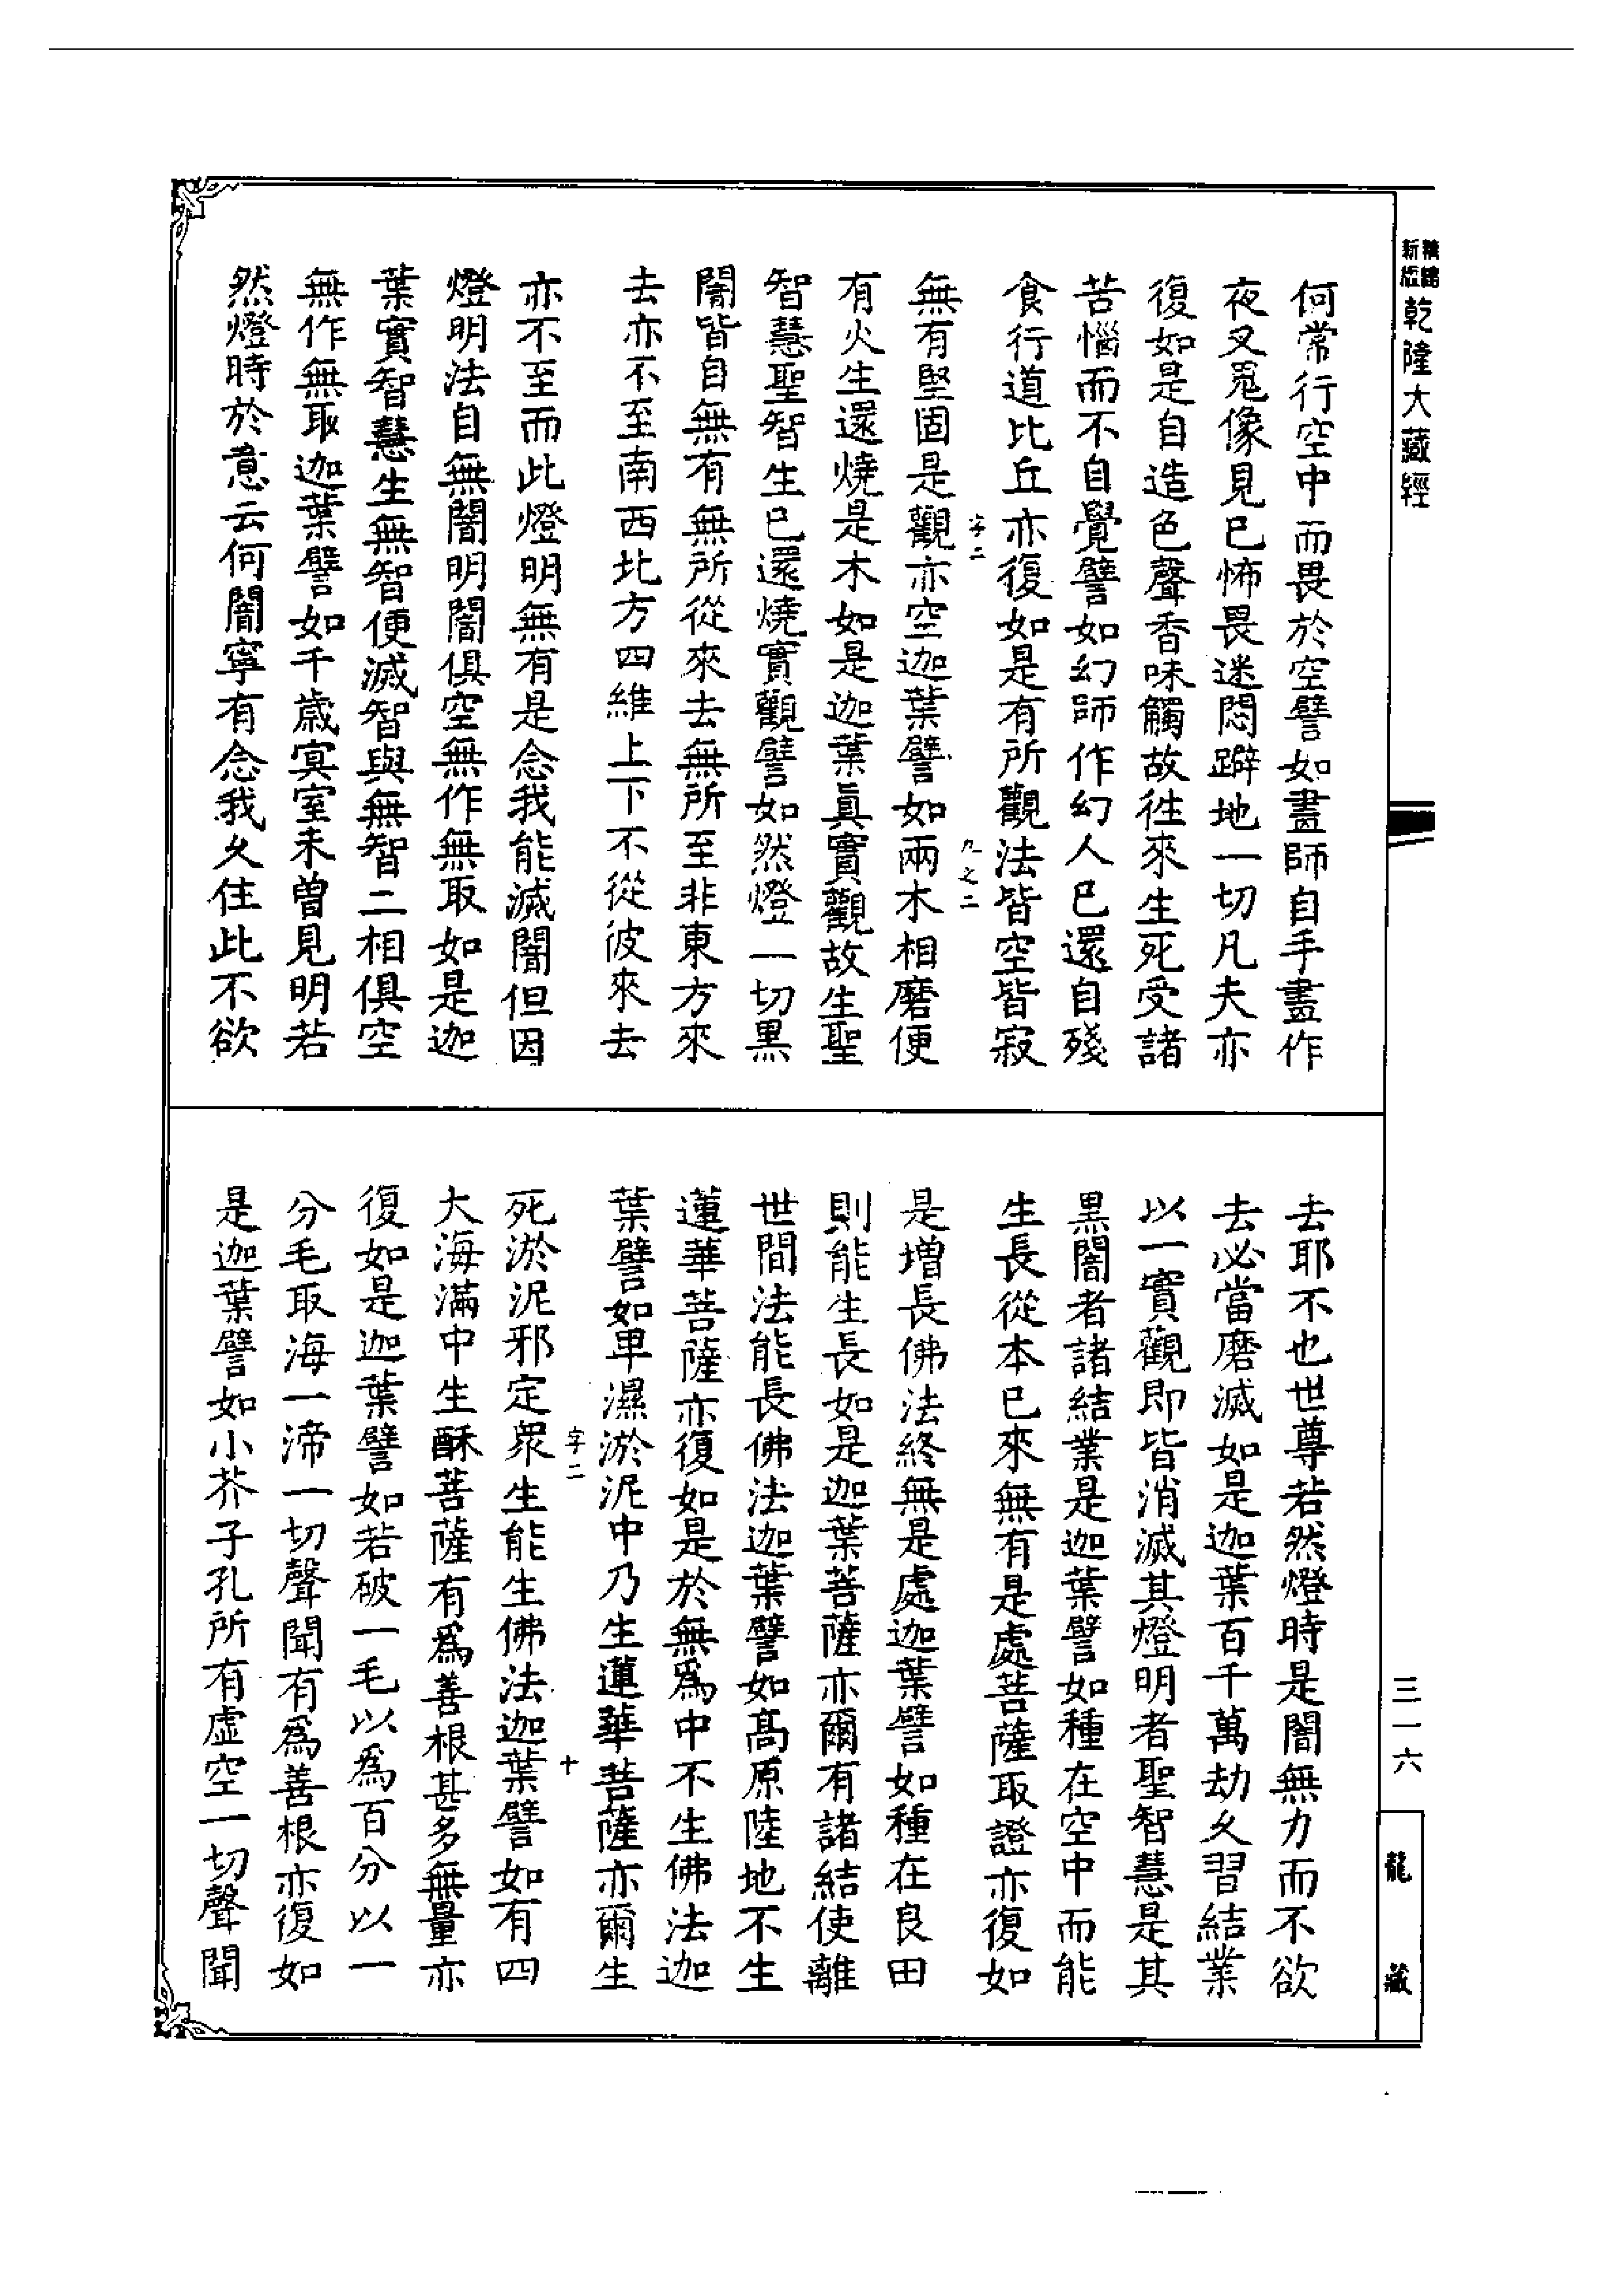 新編縮版
乾隆大藏經
何常行空中而畏於空譬如畫師自手畫作
夜叉鬼像見已怖畏迷悶躃地一切凡夫亦
復如是自造色聲香味觸故往來生死受諸
苦惱而不自覺譬如幻師作幻人已還自殘
食行道比丘亦復如是有所觀法皆空皆寂
字二
九之二
無有堅固是觀亦空迦葉譬如兩木相磨便
有火生還燒是木如是迦葉眞實觀故生聖
智慧聖智生已還燒實觀譬如然燈一切黑
闇皆自無有無所從來去無所至非東方來
去亦不至南西北方四維上下不從彼來去
亦不至而此燈明無有是念我能滅闇但因
燈明法自無闇明闇俱空無作無取如是迦
葉實智慧生無智便滅智與無智二相俱空
無作無取迦葉譬如千歲㝠室未曾見明若
然燈時於意云何闇寧有念我久住此不欲
去耶不也世尊若然燈時是闇無力而不欲
去必當磨滅如是迦葉百千萬劫久習結業
以一實觀即皆消滅其燈明者聖智慧是其
黑闇者諸結業是迦葉譬如種在空中而能
生長從本已來無有是處菩薩取證亦復如
是增長佛法終無是處迦葉譬如種在良田
則能生長如是迦葉菩薩亦爾有諸結使離
世間法能長佛法迦葉譬如高原陸地不生
蓮華菩薩亦復如是於無爲中不生佛法迦
葉譬如卑濕淤泥中乃生蓮華菩薩亦爾生
字二
十
死淤泥邪定衆生能生佛法迦葉譬如有四
大海滿中生酥菩薩有爲善根甚多無量亦
復如是迦葉譬如若破一毛以爲百分以一
分毛取海一渧一切聲聞有爲善根亦復如
是迦葉譬如小芥子孔所有虛空一切聲聞
三一六
龍藏